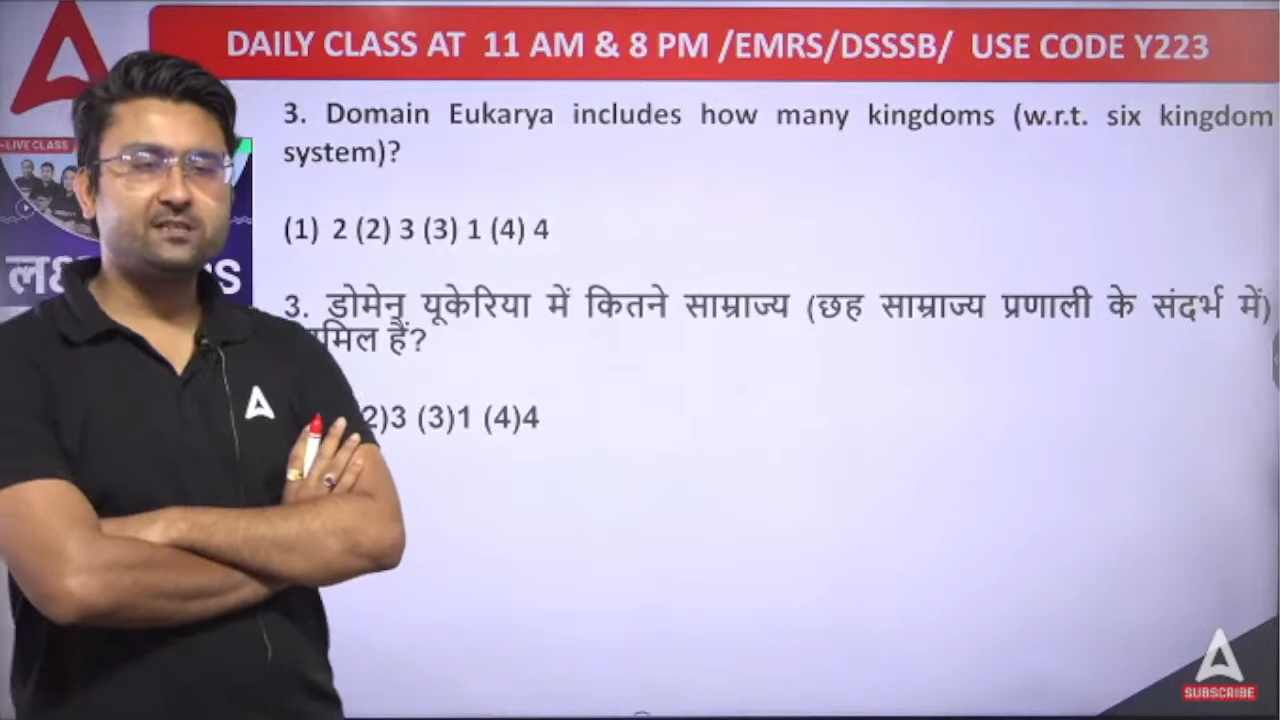 DAILY CLASS AT 11 AM & 8 PM /EMRS/DSSSB/ USE CODE Y223
LIVE CLASS
3. Domain Eukarya includes how many kingdoms (w.r.t. six kingdom
system)?
(1) 2 (2) 3 (3) 1 (4) 4
3. डोमेन यूकेरिया में कितने साम्राज्य (छह साम्राज्य प्रणाली के संदर्भ में)
हैं?
2)3 (3)1 (4)4
SUBSCRIBE